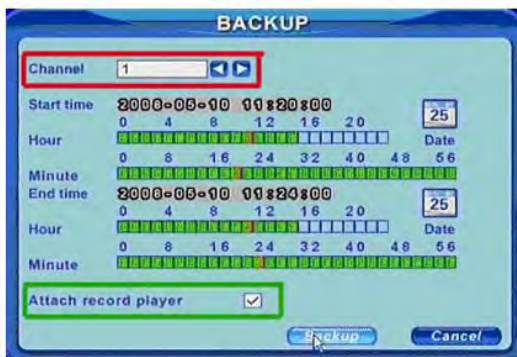 BACKUP
Channel 1
Start time 2008-05-10 11:20:00 25
0 4 8 12 16 20
Hour Date
0 8 16 24 32 40 48 56
Minute
End time 2008-05-10 11:24:00 25
0 4 8 12 16 20
Hour Date
0 8 16 24 32 40 48 56
Minute
Attach record player
Backup Cancel